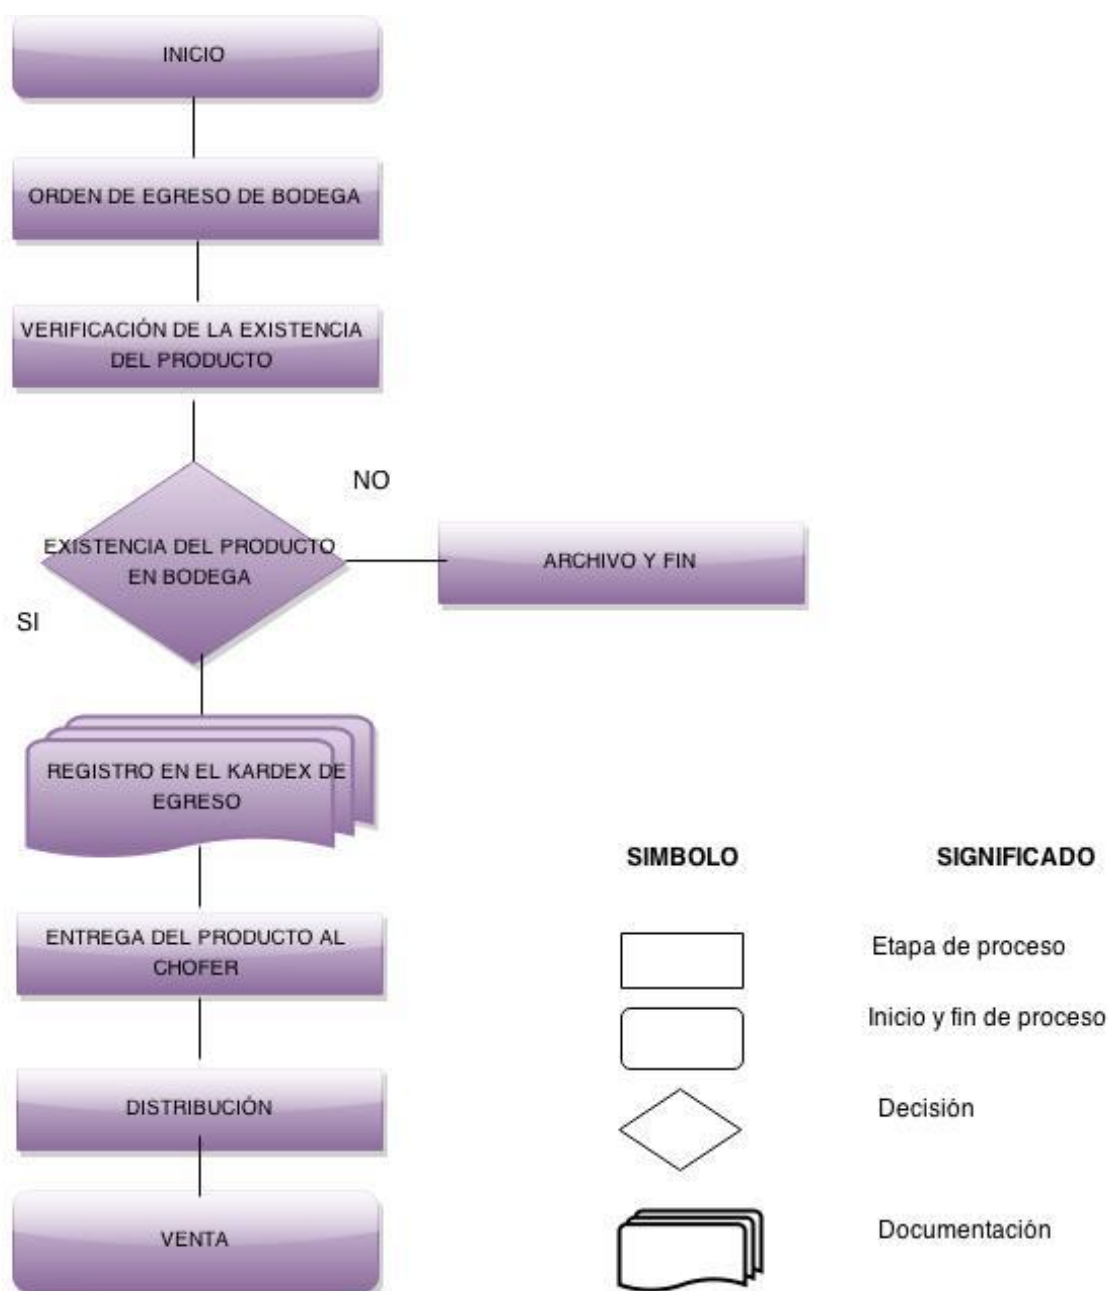 INICIO
ORDEN DE EGRESO DE BODEGA
VERIFICACIÓN DE LA EXISTENCIA
DEL PRODUCTO
NO
EXISTENCIA DEL PRODUCTO
EN BODEGA
ARCHIVO Y FIN
SI
REGISTRO EN EL KARDEX DE
EGRESO
ENTREGA DEL PRODUCTO AL
CHOFER
DISTRIBUCIÓN
VENTA
SIMBOLO SIGNIFICADO
Etapa de proceso
Inicio y fin de proceso
Decisión
Documentación